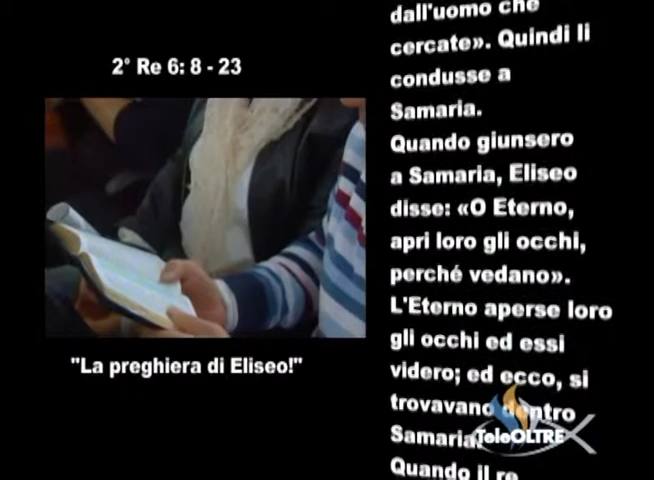 2° Re 6: 8 - 23
"La preghiera di Eliseo!"
dall'uomo che
cercate». Quindi li
condusse a
Samaria.
Quando giunsero
a Samaria, Eliseo
disse: «O Eterno,
apri loro gli occhi,
perché vedano».
L'Eterno aperse loro
gli occhi ed essi
videro; ed ecco, si
trovavano dentro
Samaria.
Quando il re
TeleOLTRE